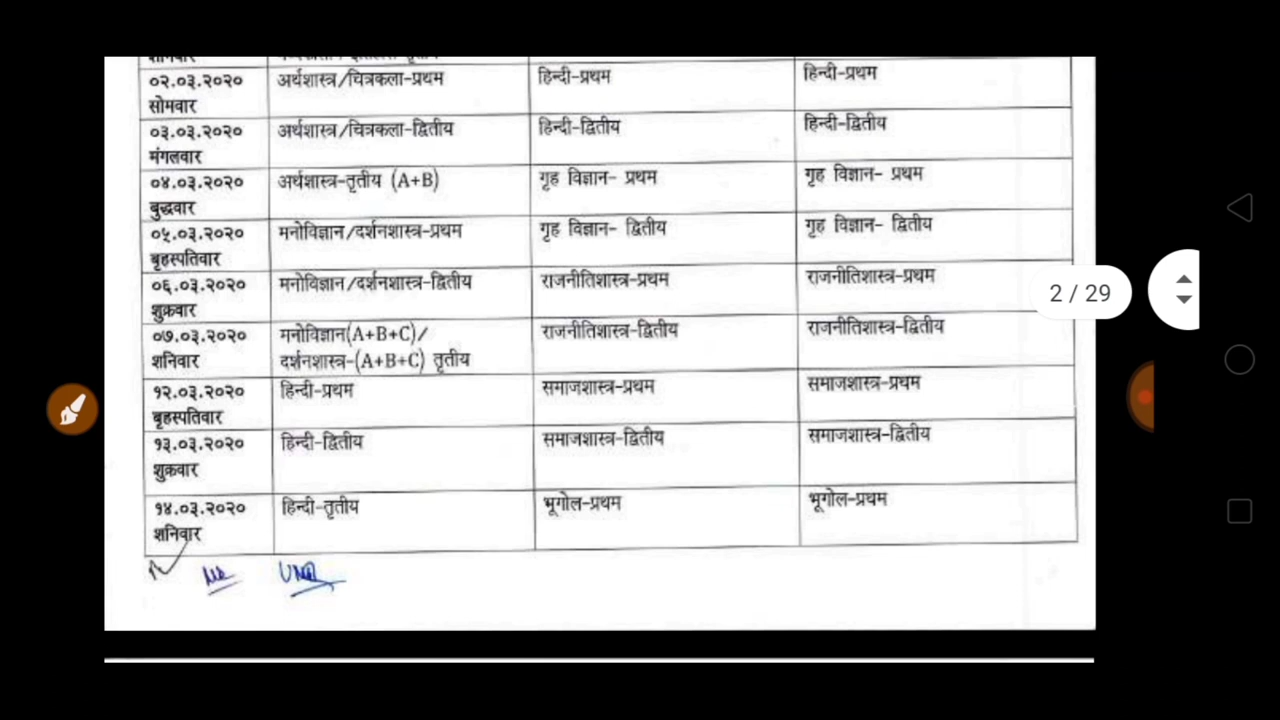 ०२.०३.२०२० अर्थशास्त्र/चित्रकला-प्रथम हिन्दी-प्रथम हिन्दी-प्रथम
सोमवार
०३.०३.२०२० अर्थशास्त्र/चित्रकला-द्वितीय हिन्दी-द्वितीय हिन्दी-द्वितीय
मंगलवार
०४.०३.२०२० अर्थशास्त्र-तृतीय (A+B) गृह विज्ञान- प्रथम गृह विज्ञान- प्रथम
बुद्धवार
०५.०३.२०२० मनोविज्ञान/दर्शनशास्त्र-प्रथम गृह विज्ञान- द्वितीय गृह विज्ञान- द्वितीय
बृहस्पतिवार
०६.०३.२०२० मनोविज्ञान/दर्शनशास्त्र-द्वितीय राजनीतिशास्त्र-प्रथम राजनीतिशास्त्र-प्रथम
शुक्रवार
०७.०३.२०२० मनोविज्ञान(A+B+C)/ राजनीतिशास्त्र-द्वितीय राजनीतिशास्त्र-द्वितीय
शनिवार दर्शनशास्त्र-(A+B+C) तृतीय
१२.०३.२०२० हिन्दी-प्रथम समाजशास्त्र-प्रथम समाजशास्त्र-प्रथम
बृहस्पतिवार
१३.०३.२०२० हिन्दी-द्वितीय समाजशास्त्र-द्वितीय समाजशास्त्र-द्वितीय
शुक्रवार
१४.०३.२०२० हिन्दी-तृतीय भूगोल-प्रथम भूगोल-प्रथम
शनिवार
2 / 29